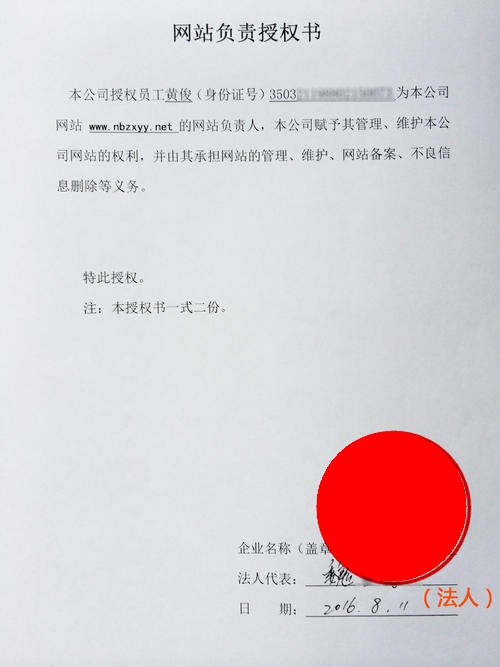 网站负责授权书
本公司授权员工黄俊（身份证号）3503 为本公司
网站 www.nbzxyy.net 的网站负责人，本公司赋予其管理、维护本公
司网站的权利，并由其承担网站的管理、维护、网站备案、不良信
息删除等义务。
特此授权。
注：本授权书一式二份。
企业名称（盖章
法人代表：
（法人）
日 期： 2016.8.11